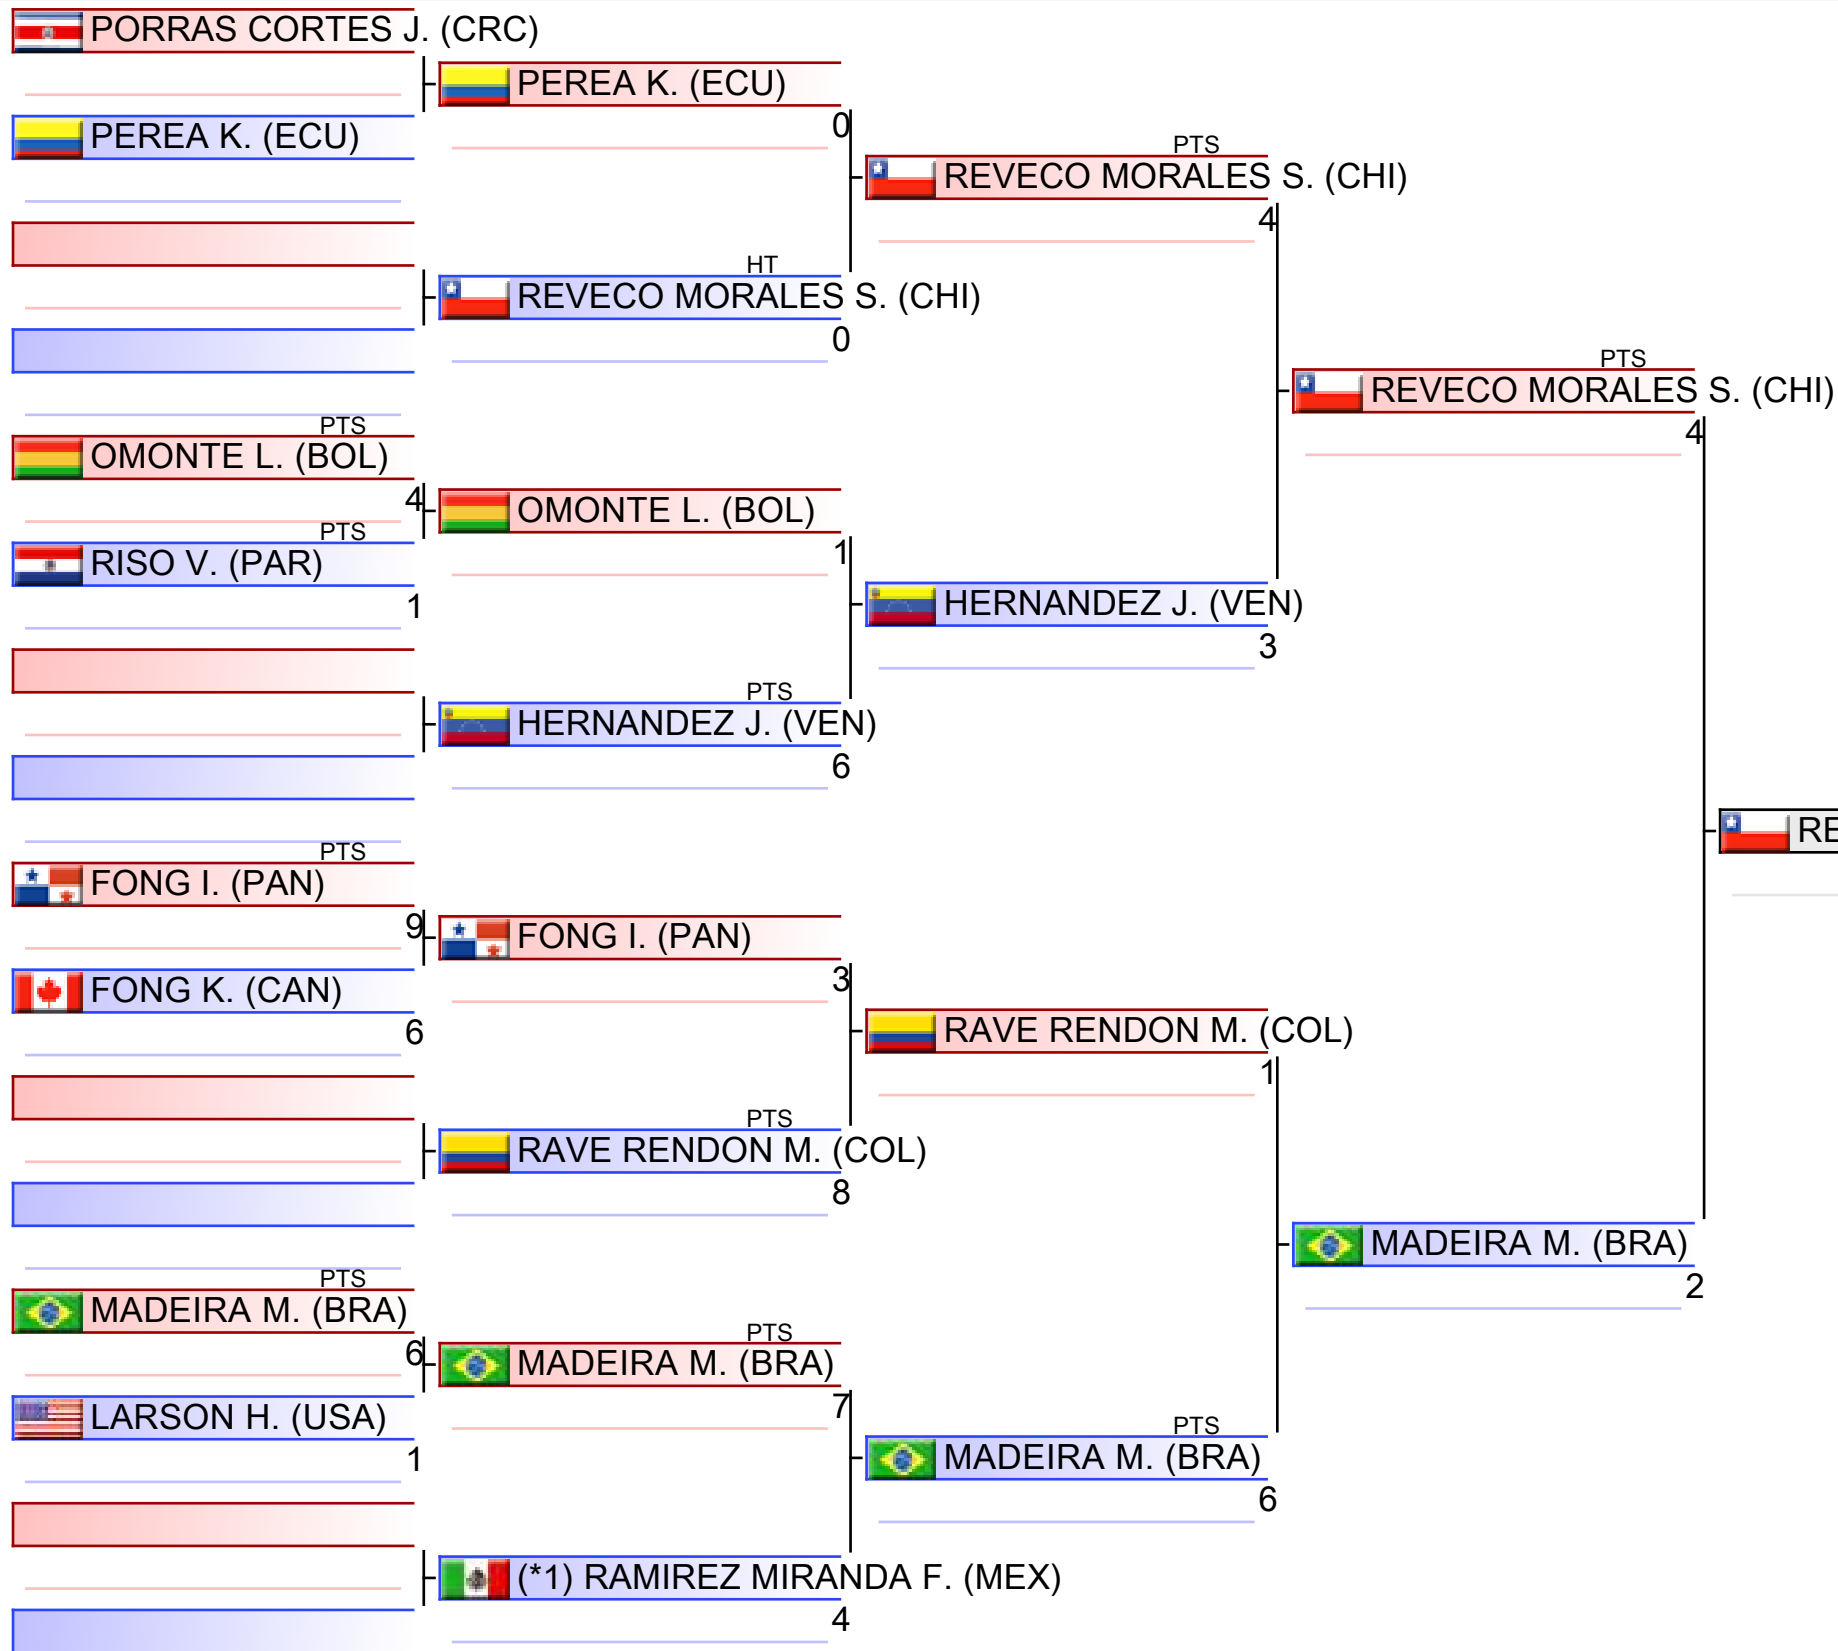 PORRAS CORTES J. (CRC)
PEREA K. (ECU)
0
PEREA K. (ECU)
PTS
REVECO MORALES S. (CHI)
4
HT
REVECO MORALES S. (CHI)
0
PTS
REVECO MORALES S. (CHI)
4
PTS
OMONTE L. (BOL)
4
OMONTE L. (BOL)
1
PTS
RISO V. (PAR)
1
HERNANDEZ J. (VEN)
3
PTS
HERNANDEZ J. (VEN)
6
RE
PTS
FONG I. (PAN)
9
FONG I. (PAN)
3
FONG K. (CAN)
6
RAVE RENDON M. (COL)
1
PTS
RAVE RENDON M. (COL)
8
MADEIRA M. (BRA)
2
PTS
MADEIRA M. (BRA)
6
PTS
MADEIRA M. (BRA)
7
LARSON H. (USA)
1
PTS
MADEIRA M. (BRA)
6
(*1) RAMIREZ MIRANDA F. (MEX)
4